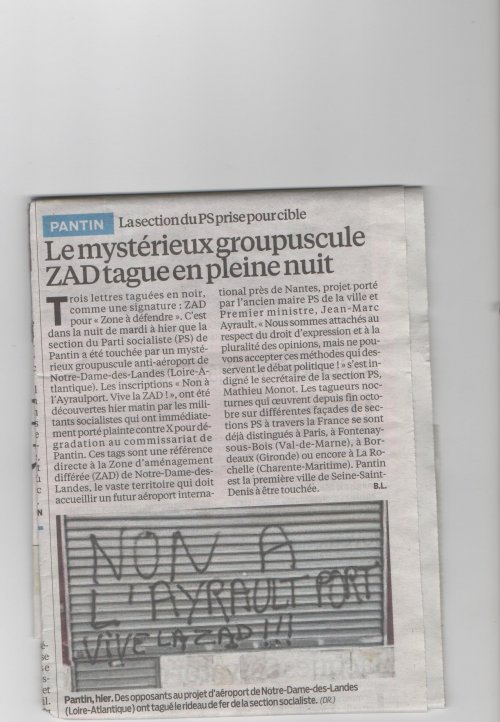 PANTIN La section du PS prise pour cible
Le mystérieux groupuscule
ZAD tague en pleine nuit
Trois lettres taguées en noir,
comme une signature : ZAD
pour « Zone à défendre ». C'est
dans la nuit de mardi à hier que la
section du Parti socialiste (PS) de
Pantin a été touchée par un mysté-
rieux groupuscule anti-aéroport de
Notre-Dame-des-Landes (Loire-A-
tlantique). Les inscriptions « Non à
l'Ayraulport. Vive la ZAD ! », ont été
découvertes hier matin par les mili-
tants socialistes qui ont immédiate-
ment porté plainte contre X pour dé-
gradation au commissariat de
Pantin. Ces tags sont une référence
directe à la Zone d'aménagement
différée (ZAD) de Notre-Dame-des-
Landes, le vaste territoire qui doit
accueillir un futur aéroport interna-
tional près de Nantes, projet porté
par l'ancien maire PS de la ville et
Premier ministre, Jean-Marc
Ayrault. « Nous sommes attachés au
respect du droit d'expression et à la
pluralité des opinions, mais ne pou-
vons accepter ces méthodes qui des-
servent le débat politique ! » s'est in-
digné le secrétaire de la section PS,
Mathieu Monot. Les tagueurs noc-
turnes qui œuvrent depuis fin octo-
bre sur différentes façades de sec-
tions PS à travers la France se sont
déjà distingués à Paris, à Fontenay-
sous-Bois (Val-de-Marne), à Bor-
deaux (Gironde) ou encore à La Ro-
chelle (Charente-Maritime). Pantin
est la première ville de Seine-Saint-
Denis à être touchée. B.L.
NON A
L'AYRAULT PORT
VIVE LA ZAD !!!
Pantin, hier. Des opposants au projet d'aéroport de Notre-Dame-des-Landes
(Loire-Atlantique) ont tagué le rideau de fer de la section socialiste. (DR.)